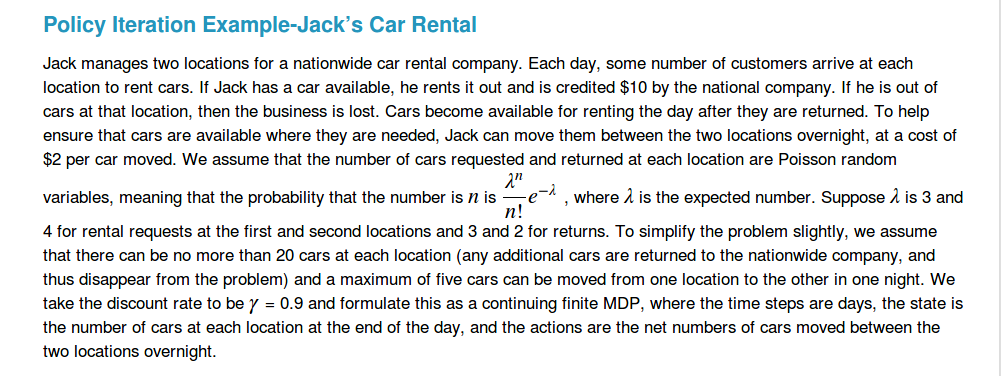 Policy Iteration Example-Jack's Car Rental
Jack manages two locations for a nationwide car rental company. Each day, some number of customers arrive at each
location to rent cars. If Jack has a car available, he rents it out and is credited $10 by the national company. If he is out of
cars at that location, then the business is lost. Cars become available for renting the day after they are returned. To help
ensure that cars are available where they are needed, Jack can move them between the two locations overnight, at a cost of
$2 per car moved. We assume that the number of cars requested and returned at each location are Poisson random
variables, meaning that the probability that the number is n is λⁿ/n! e^−λ , where λ is the expected number. Suppose λ is 3 and
4 for rental requests at the first and second locations and 3 and 2 for returns. To simplify the problem slightly, we assume
that there can be no more than 20 cars at each location (any additional cars are returned to the nationwide company, and
thus disappear from the problem) and a maximum of five cars can be moved from one location to the other in one night. We
take the discount rate to be γ = 0.9 and formulate this as a continuing finite MDP, where the time steps are days, the state is
the number of cars at each location at the end of the day, and the actions are the net numbers of cars moved between the
two locations overnight.